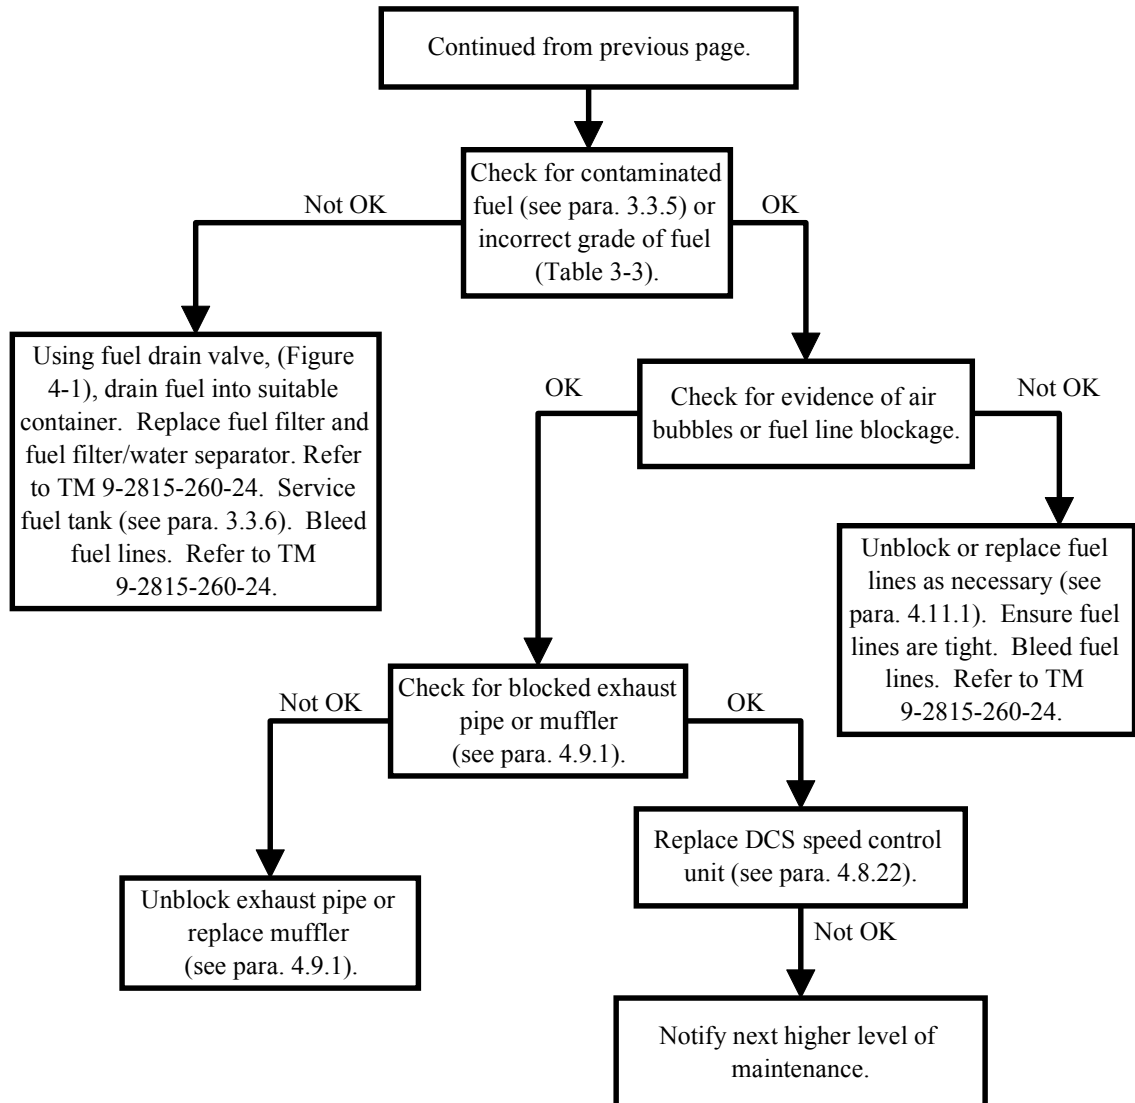 Continued from previous page.
Check for contaminated
fuel (see para. 3.3.5) or
incorrect grade of fuel
(Table 3-3).
Not OK
OK
Using fuel drain valve, (Figure
4-1), drain fuel into suitable
container.  Replace fuel filter and
fuel filter/water separator. Refer
to TM 9-2815-260-24.  Service
fuel tank (see para. 3.3.6).  Bleed
fuel lines.  Refer to TM
9-2815-260-24.
OK
Check for evidence of air
bubbles or fuel line blockage.
Not OK
Unblock or replace fuel
lines as necessary (see
para. 4.11.1).  Ensure fuel
lines are tight.  Bleed fuel
lines.  Refer to TM
9-2815-260-24.
Not OK
Check for blocked exhaust
pipe or muffler
(see para. 4.9.1).
OK
Unblock exhaust pipe or
replace muffler
(see para. 4.9.1).
Replace DCS speed control
unit (see para. 4.8.22).
Not OK
Notify next higher level of
maintenance.